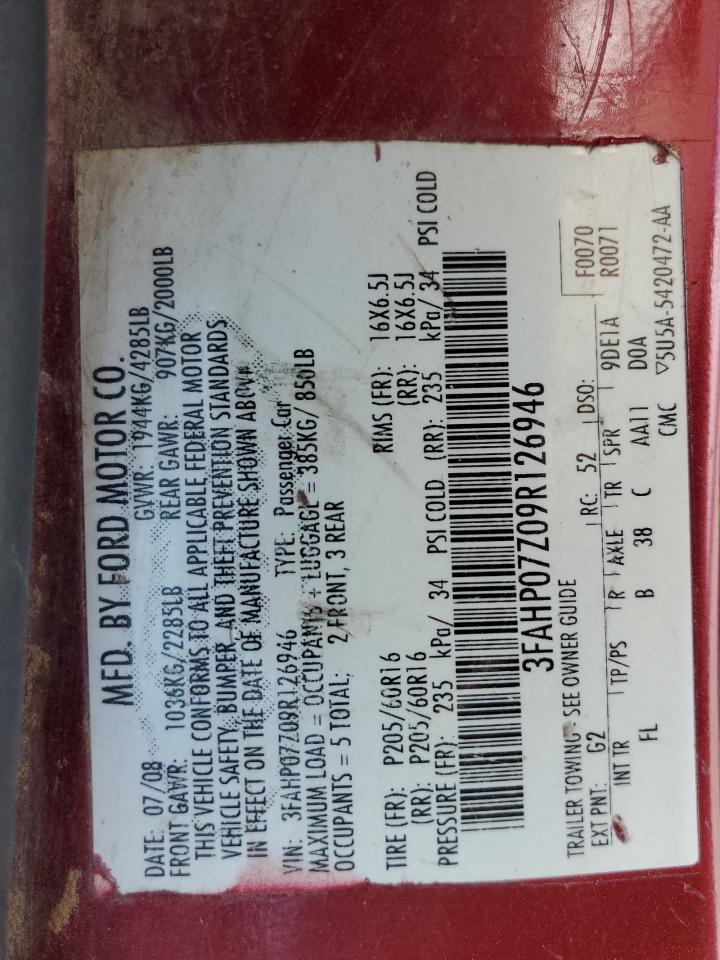 MFD. BY FORD MOTOR CO.
DATE: 07/08 GVWR: 1944KG/4285LB
FRONT GAWR: 1036KG/2285LB REAR GAWR: 907KG/2000LB
THIS VEHICLE CONFORMS TO ALL APPLICABLE FEDERAL MOTOR
VEHICLE SAFETY, BUMPER, AND THEFT PREVENTION STANDARDS
IN EFFECT ON THE DATE OF MANUFACTURE SHOWN ABOVE.
VIN: 3FAHP07Z09R126946 TYPE: Passenger Car
MAXIMUM LOAD = OCCUPANTS + LUGGAGE = 385KG/ 850LB
OCCUPANTS = 5 TOTAL; 2 FRONT, 3 REAR
TIRE (FR): P205/60R16 RIMS (FR): 16X6.5J
(RR): P205/60R16 (RR): 16X6.5J
PRESSURE (FR): 235 kPa/ 34 PSI COLD (RR): 235 kPa/ 34 PSI COLD
3FAHP07Z09R126946
TRAILER TOWING - SEE OWNER GUIDE F0070
EXT PNT: G2 RC: 52 DSO: R0071
INT TR TP/PS R AXLE TR SPR 9DE1A
FL B 38 C AA11 DOA
CMC ▽5U5A-5420472-AA